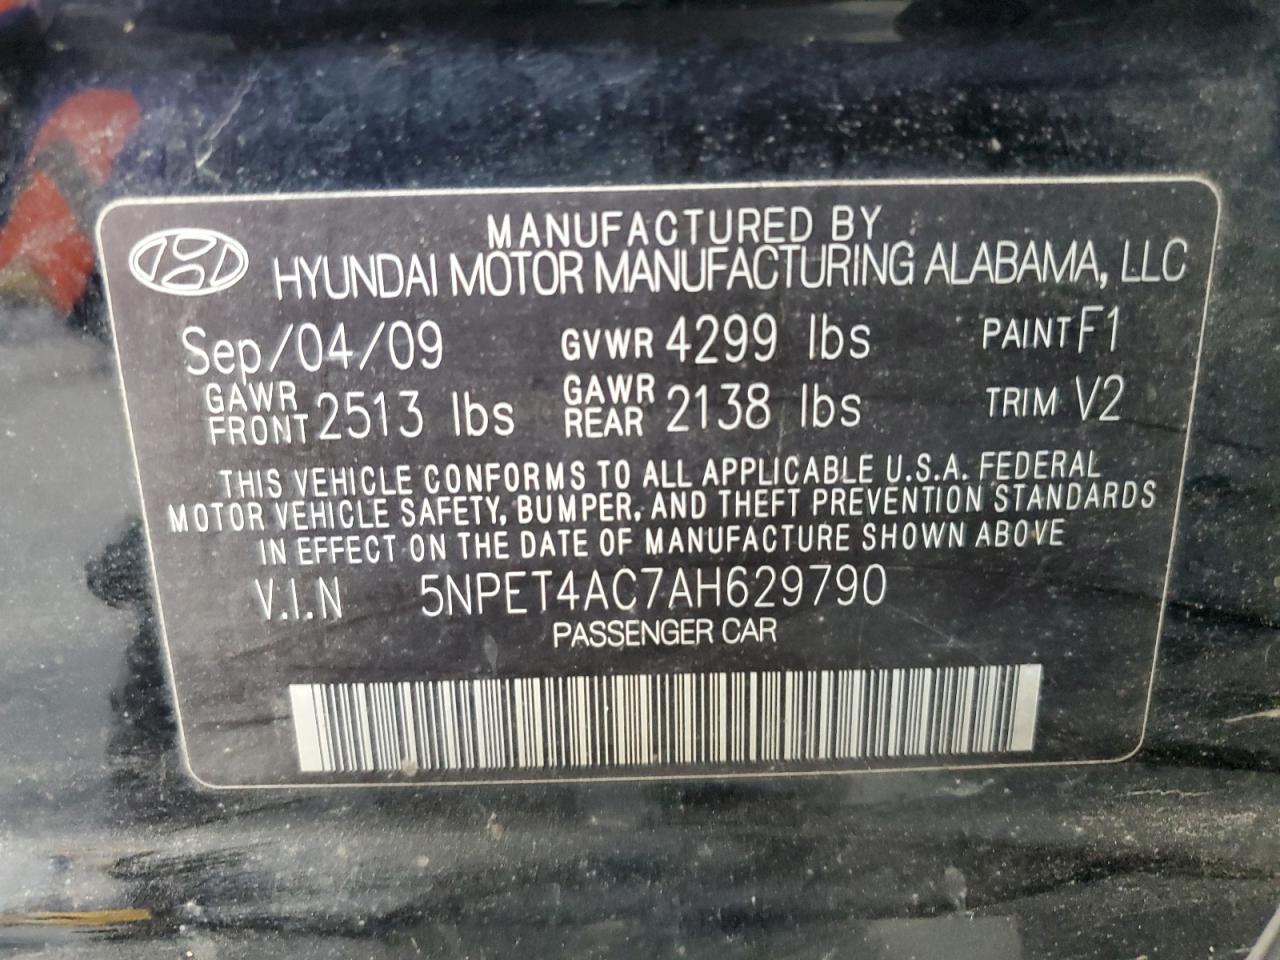 MANUFACTURED BY
HYUNDAI MOTOR MANUFACTURING ALABAMA, LLC
Sep/04/09 GVWR 4299 lbs PAINT F1
GAWR FRONT 2513 lbs GAWR REAR 2138 lbs TRIM V2
THIS VEHICLE CONFORMS TO ALL APPLICABLE U.S.A. FEDERAL
MOTOR VEHICLE SAFETY, BUMPER, AND THEFT PREVENTION STANDARDS
IN EFFECT ON THE DATE OF MANUFACTURE SHOWN ABOVE
V.I.N 5NPET4AC7AH629790
PASSENGER CAR